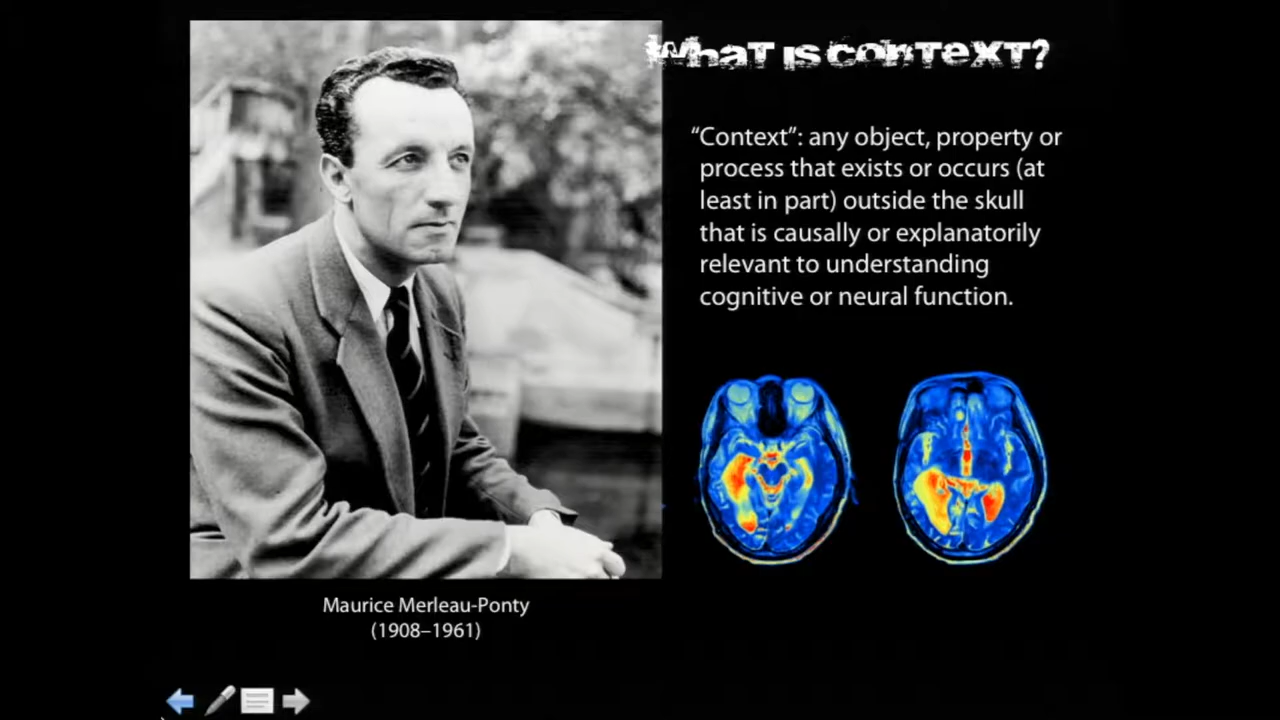 What is context?
“Context”: any object, property or
process that exists or occurs (at
least in part) outside the skull
that is causally or explanatorily
relevant to understanding
cognitive or neural function.
Maurice Merleau-Ponty
(1908–1961)